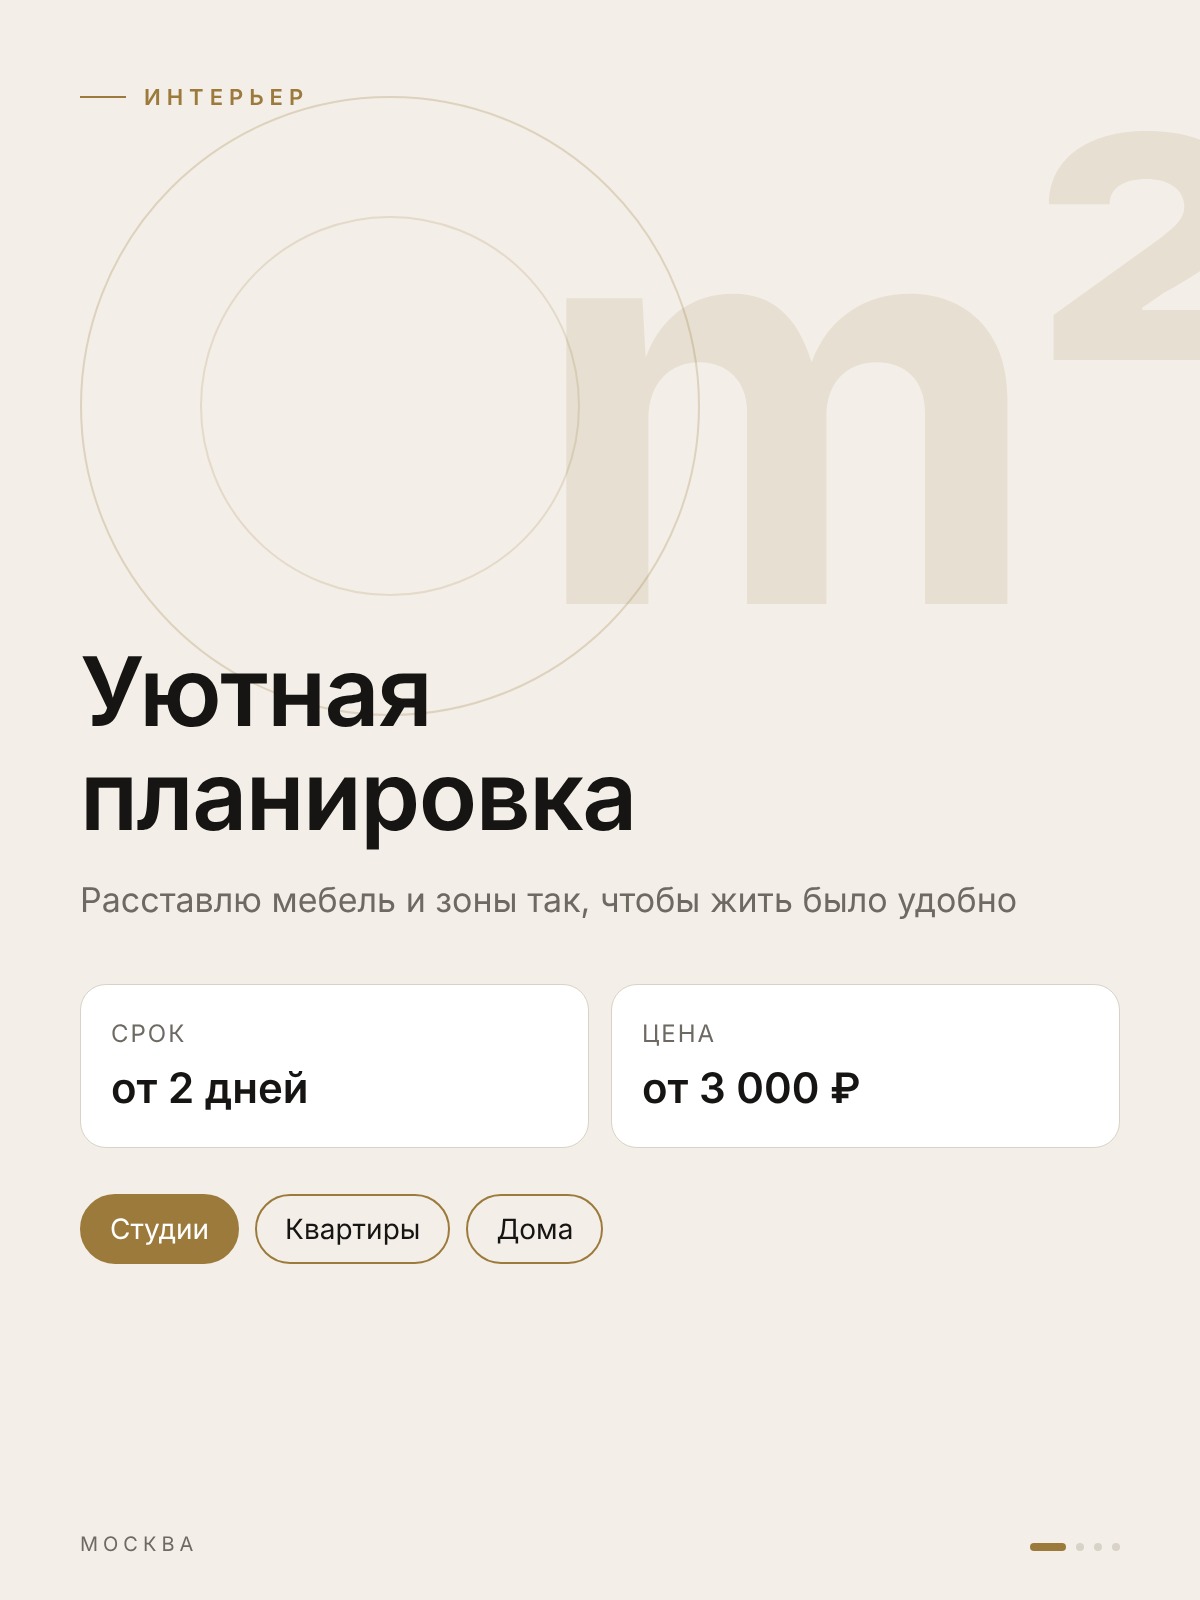 ИНТЕРЬЕР
m²
Уютная
планировка
Расставлю мебель и зоны так, чтобы жить было удобно
СРОК
от 2 дней
ЦЕНА
от 3 000 ₽
Студии
Квартиры
Дома
МОСКВА